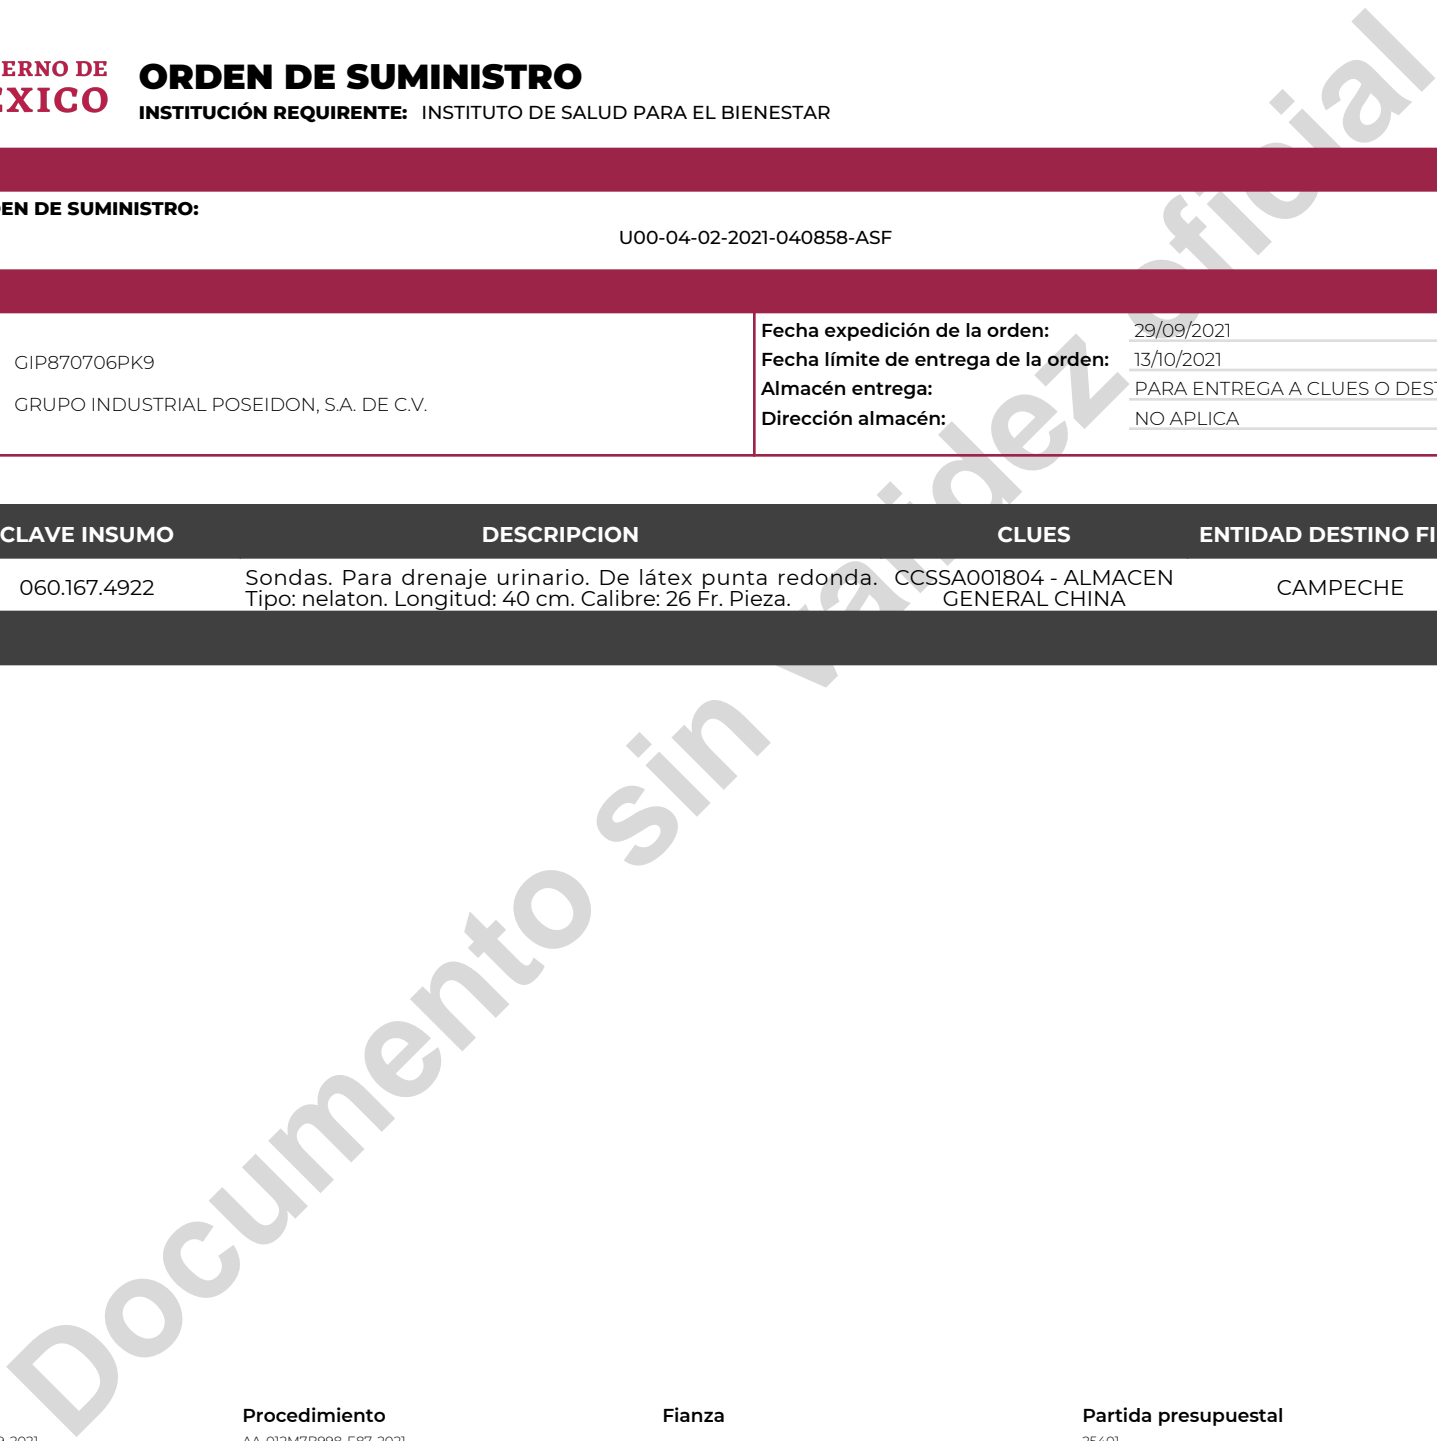 ERNO DE
EXICO
ORDEN DE SUMINISTRO
INSTITUCIÓN REQUIRENTE: INSTITUTO DE SALUD PARA EL BIENESTAR
EN DE SUMINISTRO:
U00-04-02-2021-040858-ASF
GIP870706PK9
GRUPO INDUSTRIAL POSEIDON, S.A. DE C.V.
Fecha expedición de la orden: 29/09/2021
Fecha límite de entrega de la orden: 13/10/2021
Almacén entrega: PARA ENTREGA A CLUES O DEST
Dirección almacén: NO APLICA
CLAVE INSUMO DESCRIPCION CLUES ENTIDAD DESTINO FI
060.167.4922 Sondas. Para drenaje urinario. De látex punta redonda. CCSSA001804 - ALMACEN CAMPECHE
Tipo: nelaton. Longitud: 40 cm. Calibre: 26 Fr. Pieza. GENERAL CHINA
Documento sin validez oficial
Procedimiento Fianza Partida presupuestal